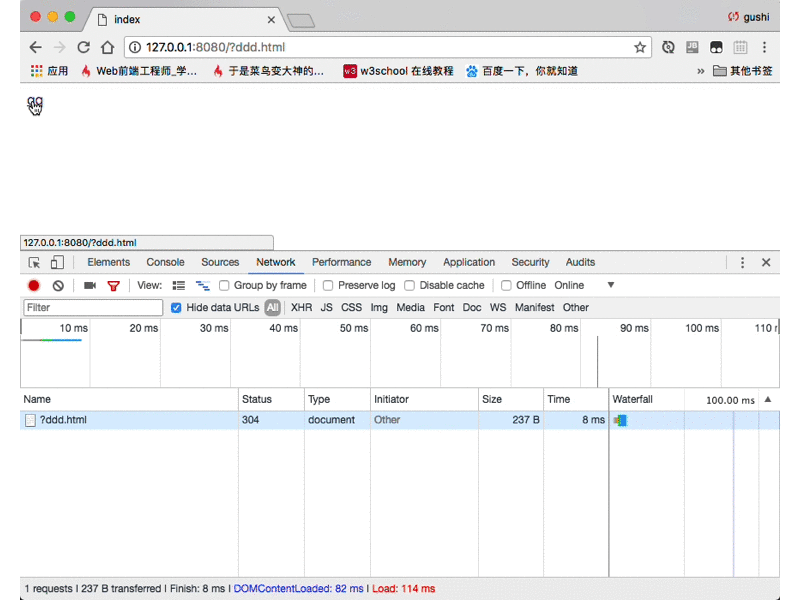 index
gushi
127.0.0.1:8080/?ddd.html
应用 Web前端工程师_学... 于是菜鸟变大神的... w3 w3school 在线教程 百度一下,你就知道 » 其他书签
127.0.0.1:8080/?ddd.html
Elements Console Sources Network Performance Memory Application Security Audits
View: Group by frame Preserve log Disable cache Offline Online
Filter Hide data URLs All XHR JS CSS Img Media Font Doc WS Manifest Other
10 ms 20 ms 30 ms 40 ms 50 ms 60 ms 70 ms 80 ms 90 ms 100 ms 110
Name Status Type Initiator Size Time Waterfall 100.00 ms
?ddd.html 304 document Other 237 B 8 ms
1 requests | 237 B transferred | Finish: 8 ms | DOMContentLoaded: 82 ms | Load: 114 ms